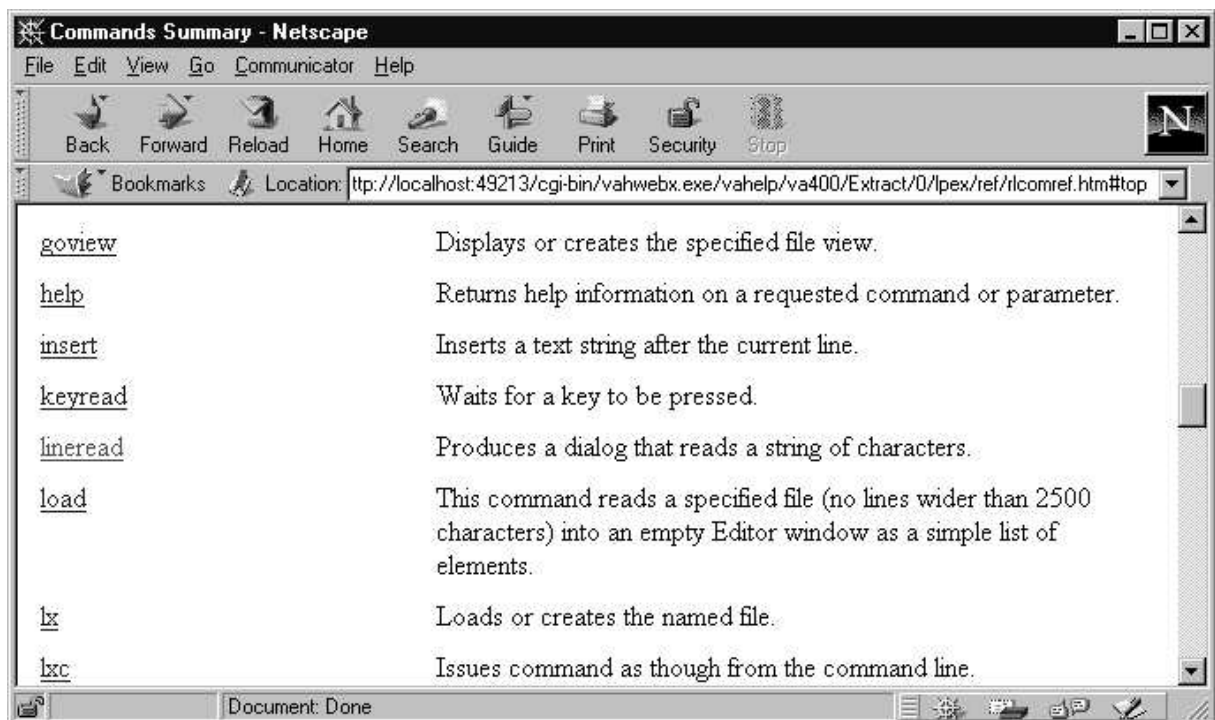 Commands Summary - Netscape
File Edit View Go Communicator Help
Back Forward Reload Home Search Guide Print Security Stop
N
Bookmarks Location: ttp://localhost:49213/cgi-bin/vahwebx.exe/vahelp/va400/Extract/0/lpex/ref/rlcomref.htm#top
goview Displays or creates the specified file view.
help Returns help information on a requested command or parameter.
insert Inserts a text string after the current line.
keyread Waits for a key to be pressed.
lineread Produces a dialog that reads a string of characters.
load This command reads a specified file (no lines wider than 2500
characters) into an empty Editor window as a simple list of
elements.
lx Loads or creates the named file.
lxc Issues command as though from the command line.
Document: Done